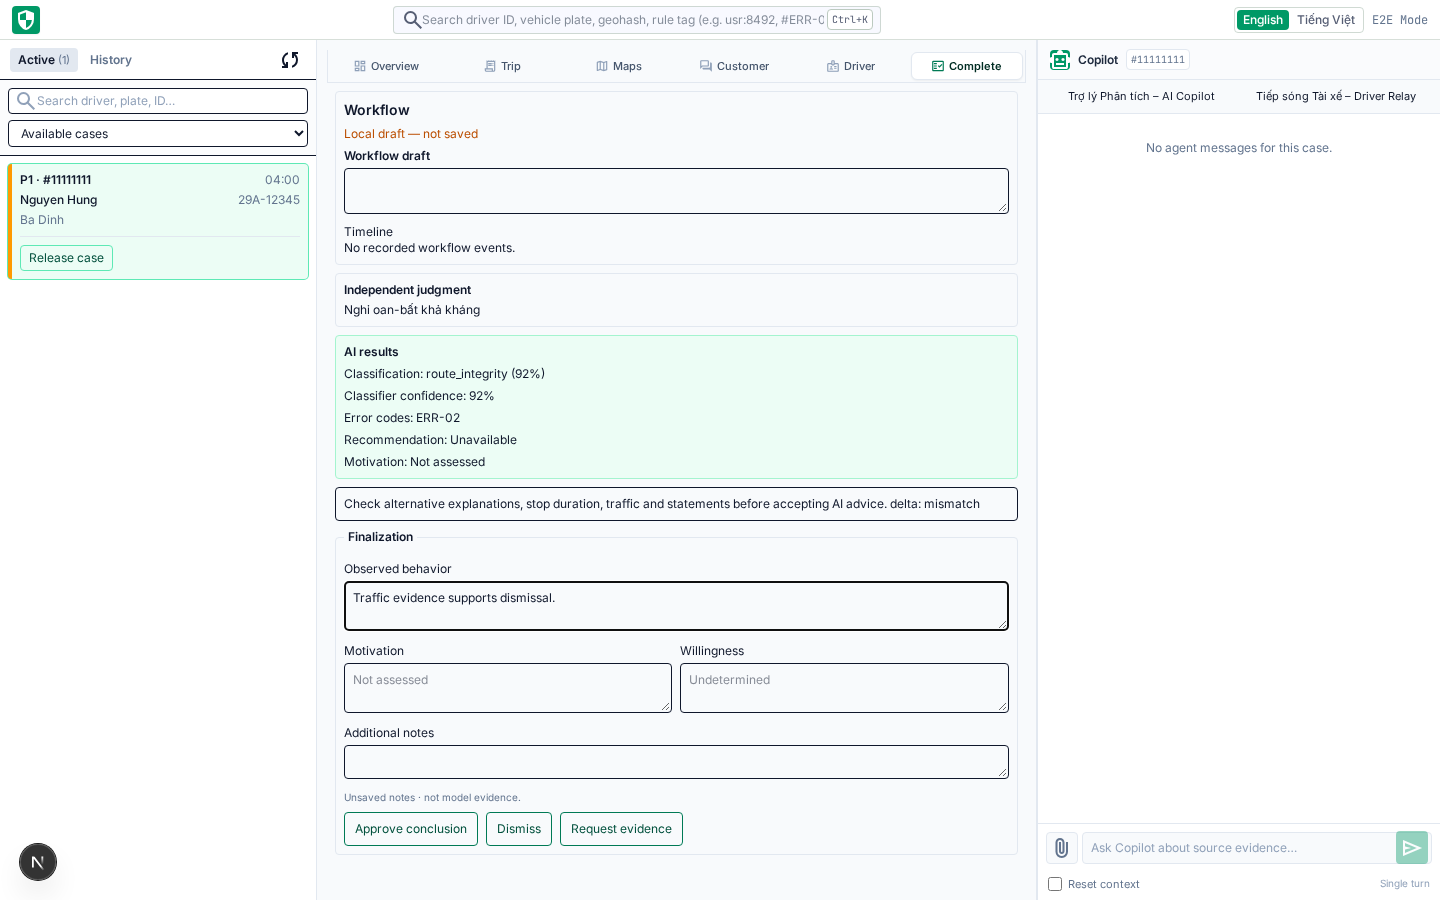 Search driver ID, vehicle plate, geohash, rule tag (e.g. usr:8492, #ERR-0
Ctrl+K
English
Tiếng Việt
E2E Mode
Active (1)
History
Search driver, plate, ID...
Available cases
P1 · #11111111
04:00
Nguyen Hung
29A-12345
Ba Dinh
Release case
Overview
Trip
Maps
Customer
Driver
Complete
Workflow
Local draft — not saved
Workflow draft
Timeline
No recorded workflow events.
Independent judgment
Nghi oan-bất khả kháng
AI results
Classification: route_integrity (92%)
Classifier confidence: 92%
Error codes: ERR-02
Recommendation: Unavailable
Motivation: Not assessed
Check alternative explanations, stop duration, traffic and statements before accepting AI advice. delta: mismatch
Finalization
Observed behavior
Traffic evidence supports dismissal.
Motivation
Willingness
Not assessed
Undetermined
Additional notes
Unsaved notes · not model evidence.
Approve conclusion
Dismiss
Request evidence
Copilot
#11111111
Trợ lý Phân tích – AI Copilot
Tiếp sóng Tài xế – Driver Relay
No agent messages for this case.
Ask Copilot about source evidence...
Reset context
Single turn
N